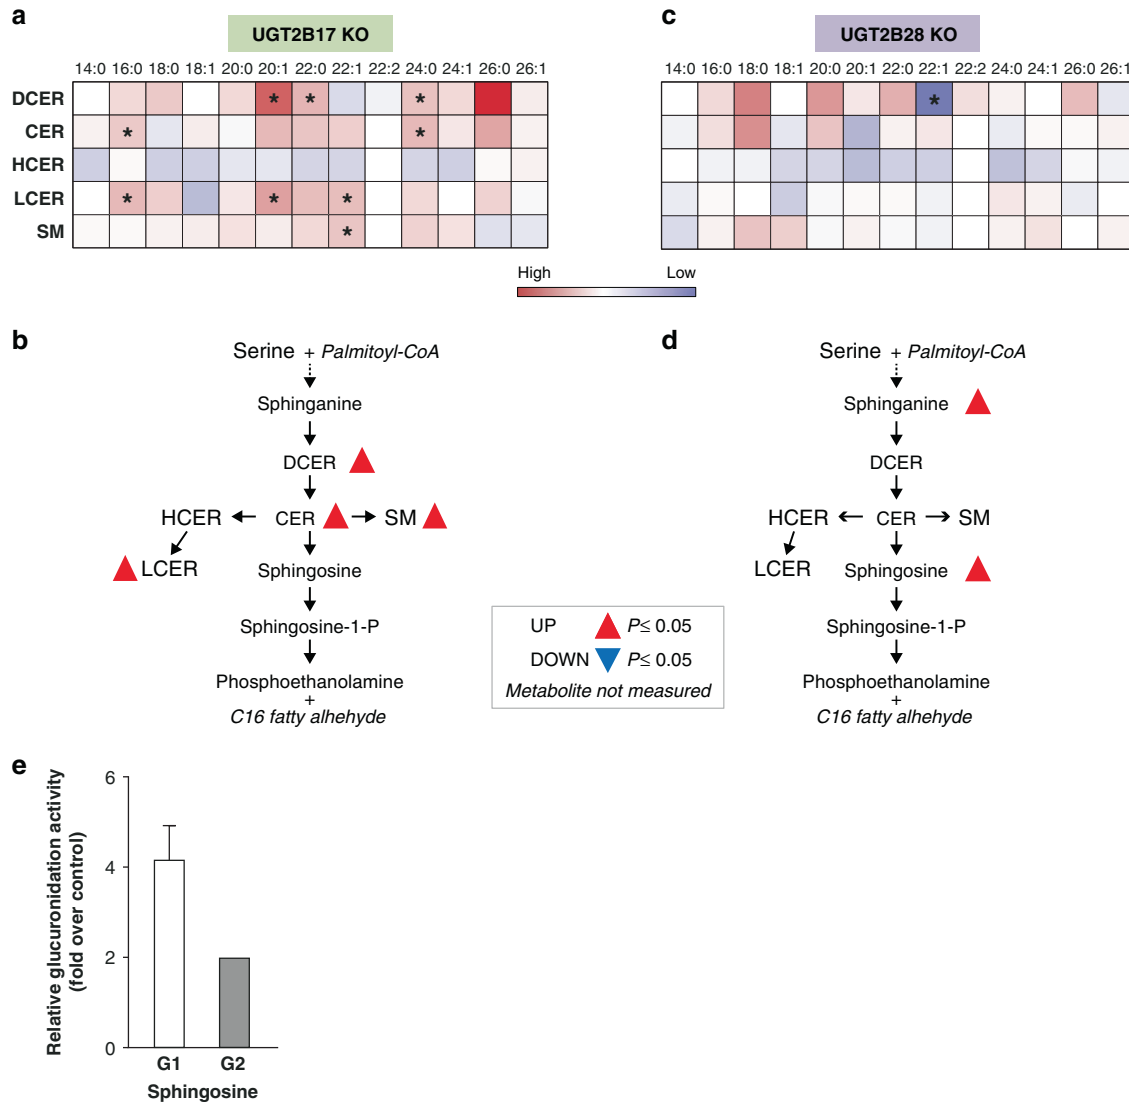 a
UGT2B17 KO
14:0 16:0 18:0 18:1 20:0 20:1 22:0 22:1 22:2 24:0 24:1 26:0 26:1
DCER * * *
CER * *
HCER
LCER * * *
SM *
c
UGT2B28 KO
14:0 16:0 18:0 18:1 20:0 20:1 22:0 22:1 22:2 24:0 24:1 26:0 26:1
*
High Low
b
Serine + Palmitoyl-CoA
Sphinganine
DCER
HCER CER SM
LCER Sphingosine
Sphingosine-1-P
Phosphoethanolamine
+
C16 fatty alhehyde
d
Serine + Palmitoyl-CoA
Sphinganine
DCER
HCER CER SM
LCER Sphingosine
Sphingosine-1-P
Phosphoethanolamine
+
C16 fatty alhehyde
UP P≤ 0.05
DOWN P≤ 0.05
Metabolite not measured
e
Relative glucuronidation activity
(fold over control)
6
4
2
0
G1 G2
Sphingosine